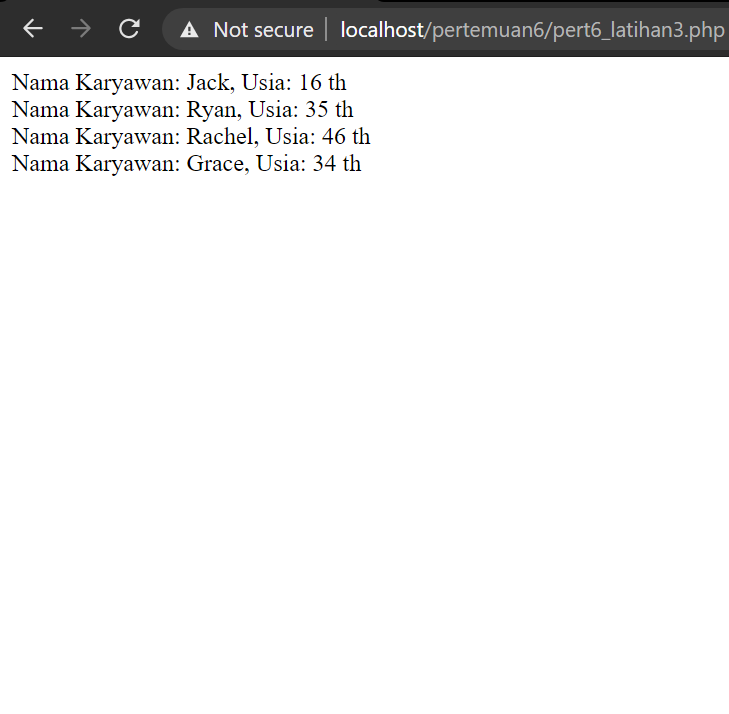 Not secure | localhost/pertemuan6/pert6_latihan3.php
Nama Karyawan: Jack, Usia: 16 th
Nama Karyawan: Ryan, Usia: 35 th
Nama Karyawan: Rachel, Usia: 46 th
Nama Karyawan: Grace, Usia: 34 th